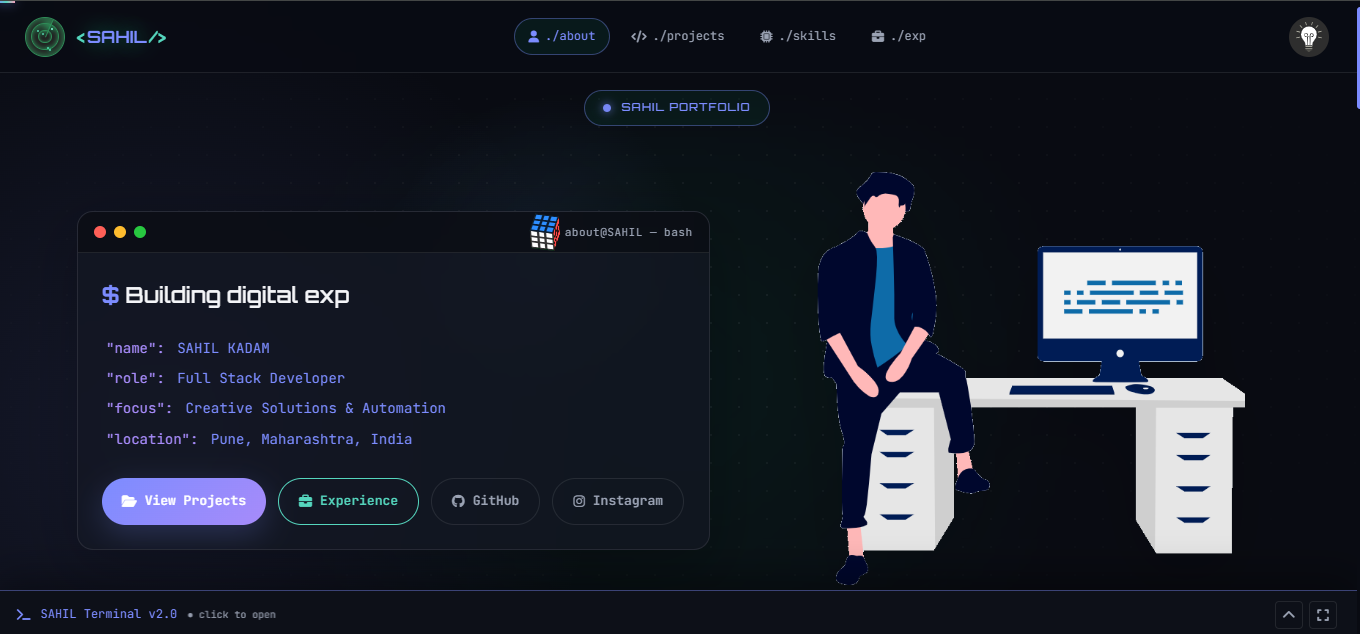 <SAHIL/>
./about
./projects
./skills
./exp
SAHIL PORTFOLIO
about@SAHIL — bash
$ Building digital exp
"name": SAHIL KADAM
"role": Full Stack Developer
"focus": Creative Solutions & Automation
"location": Pune, Maharashtra, India
View Projects
Experience
GitHub
Instagram
SAHIL Terminal v2.0 ● click to open